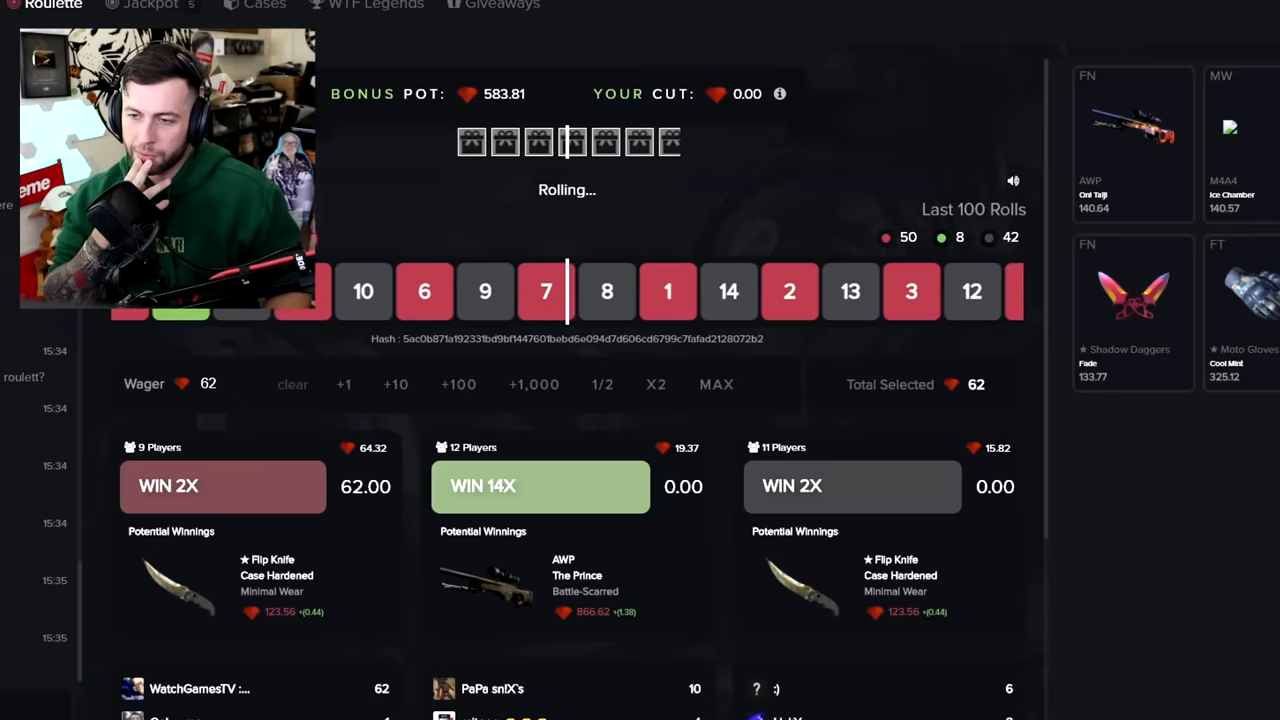 Roulette
Jackpot 5
Cases
WTF Legends
Giveaways
BONUS POT: 583.81
YOUR CUT: 0.00
Rolling...
Last 100 Rolls
50 8 42
10 6 9 7 8 1 14 2 13 3 12
Hash : 5ac0b871a192331bd9bf1447601bebd6e094d7d606cd6799c7fafad2128072b2
Wager 62
clear +1 +10 +100 +1,000 1/2 X2 MAX
Total Selected 62
9 Players 64.32
WIN 2X 62.00
Potential Winnings
★ Flip Knife
Case Hardened
Minimal Wear
123.56 +(0.44)
12 Players 19.37
WIN 14X 0.00
Potential Winnings
AWP
The Prince
Battle-Scarred
866.62 +(1.38)
11 Players 15.82
WIN 2X 0.00
Potential Winnings
★ Flip Knife
Case Hardened
Minimal Wear
123.56 +(0.44)
WatchGamesTV :... 62
PaPa snIX's 10
? :) 6
FN
AWP
Oni Taiji
140.64
MW
M4A4
Ice Chamber
140.57
FN
★ Shadow Daggers
Fade
133.77
FT
★ Moto Gloves
Cool Mint
325.12
ere
15:34
roulett?
15:34
15:34
15:34
15:35
15:35